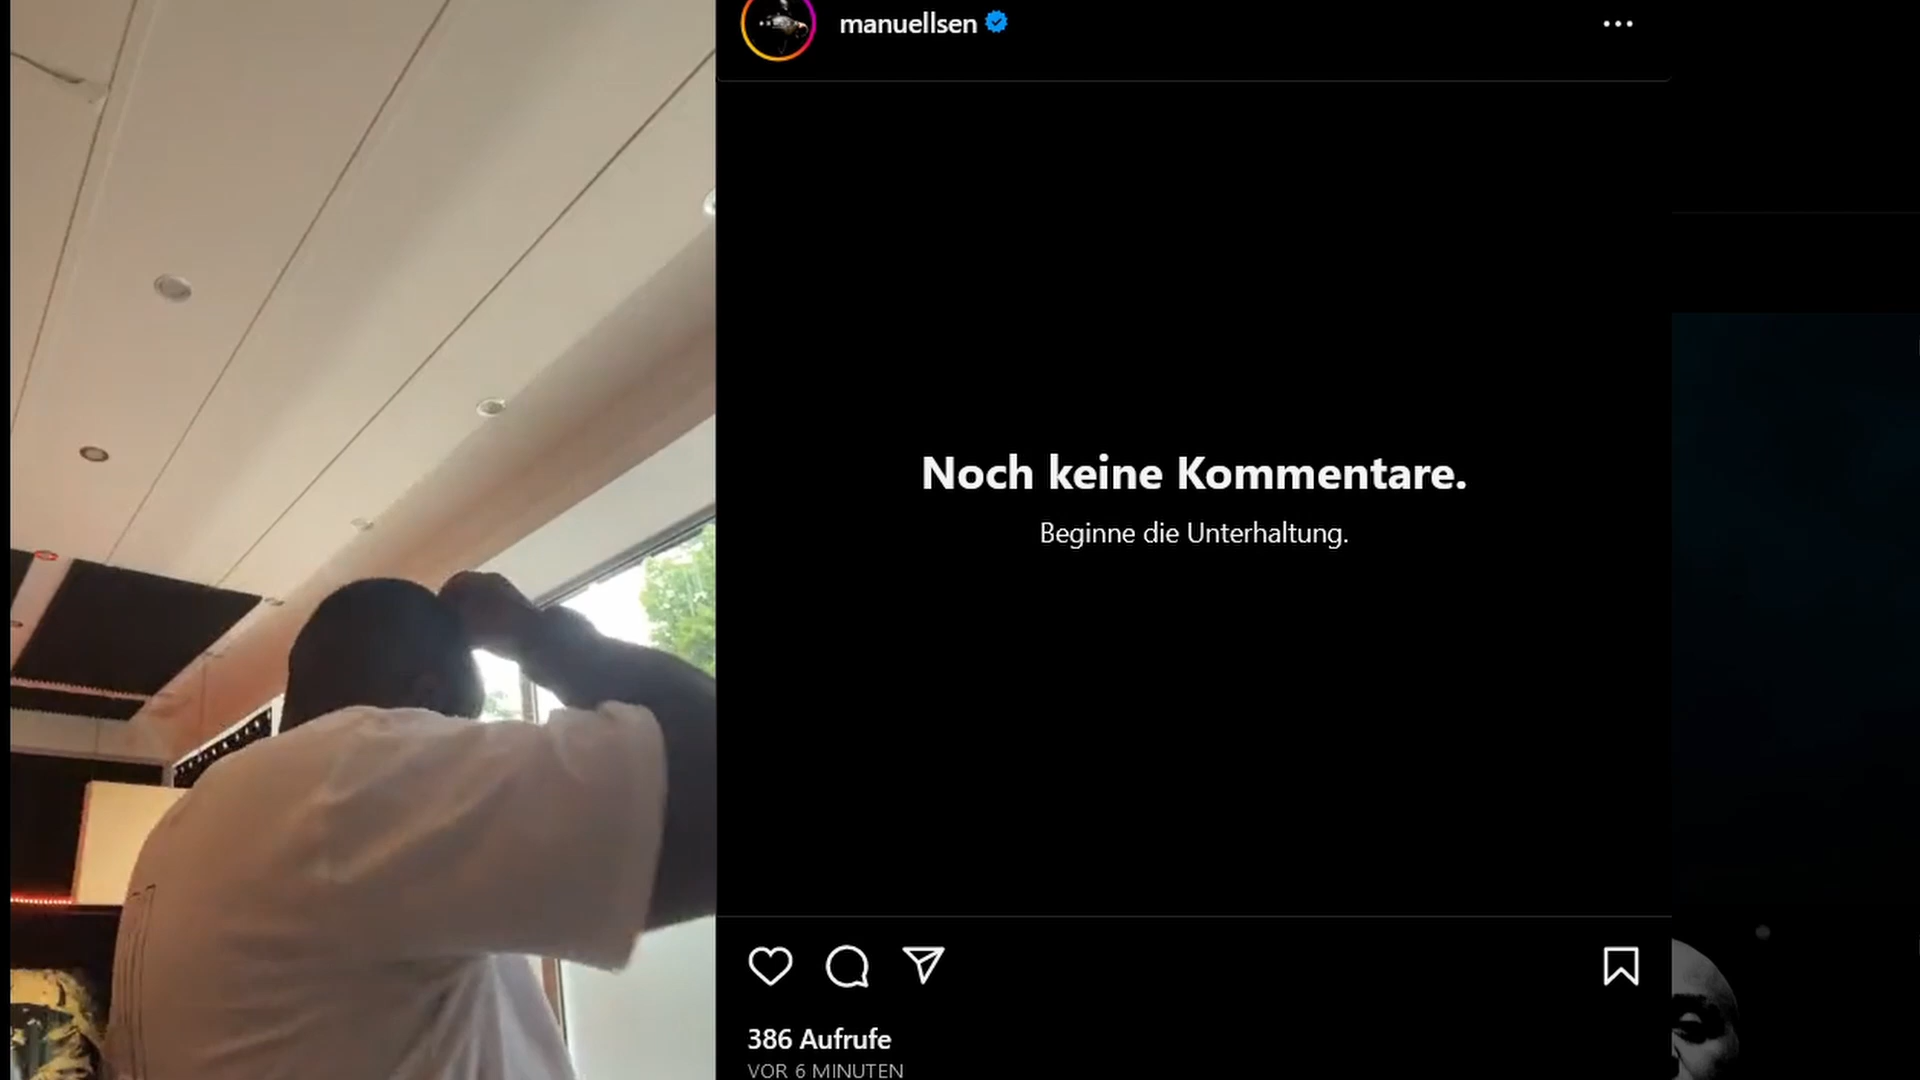 manuellsen
Noch keine Kommentare.
Beginne die Unterhaltung.
386 Aufrufe
VOR 6 MINUTEN